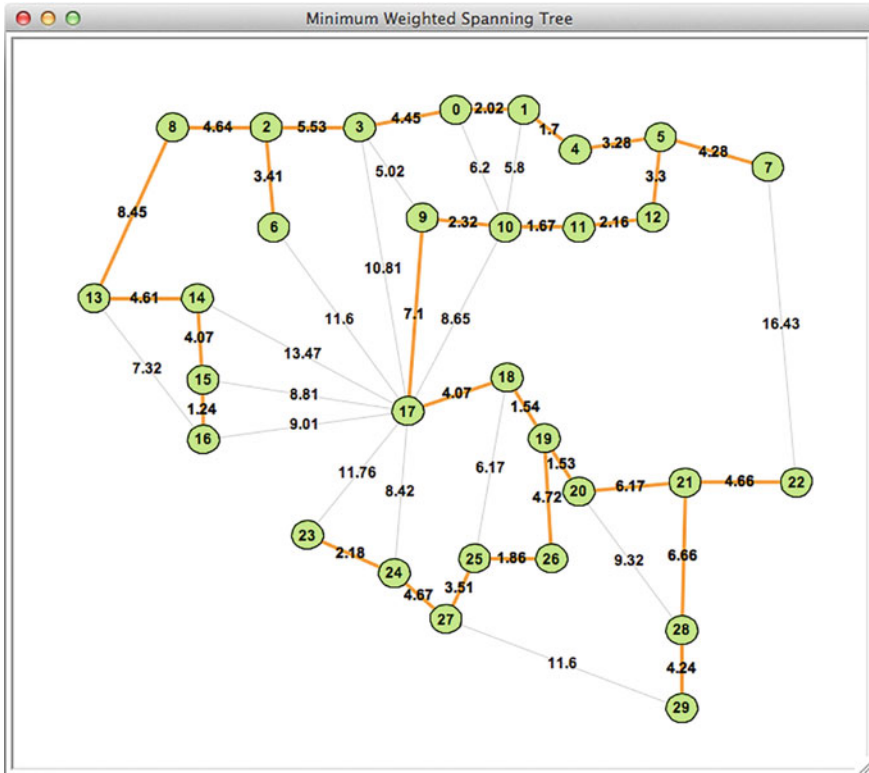 Minimum Weighted Spanning Tree
0 2.02 1
8 4.64 2 5.53 3 4.45
1.7 4 3.28 5 4.28 7
3.41 5.02 6.2 5.8 3.3
8.45 6 9 2.32 10 1.67 11 2.16 12
10.81
13 4.61 14 11.6 7.1 8.65 16.43
4.07 13.47
7.32 15 8.81 17 4.07 18
1.24 1.54
16 9.01 19
11.76 8.42 6.17 4.72 1.53 20 6.17 21 4.66 22
23 2.18 24 25 1.86 26 9.32 6.66
4.67 3.51
27 28
11.6 4.24
29